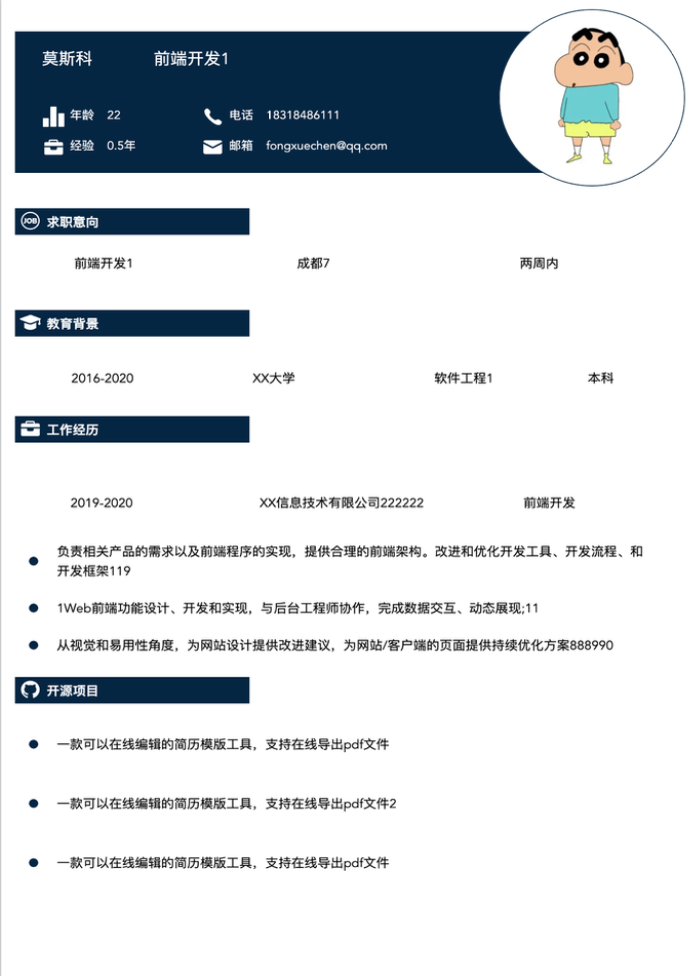 莫斯科 前端开发1
年龄 22 电话 18318486111
经验 0.5年 邮箱 fongxuechen@qq.com
JOB 求职意向
前端开发1 成都7 两周内
教育背景
2016-2020 XX大学 软件工程1 本科
工作经历
2019-2020 XX信息技术有限公司222222 前端开发
负责相关产品的需求以及前端程序的实现，提供合理的前端架构。改进和优化开发工具、开发流程、和
开发框架119
1Web前端功能设计、开发和实现，与后台工程师协作，完成数据交互、动态展现;11
从视觉和易用性角度，为网站设计提供改进建议，为网站/客户端的页面提供持续优化方案888990
开源项目
一款可以在线编辑的简历模版工具，支持在线导出pdf文件
一款可以在线编辑的简历模版工具，支持在线导出pdf文件2
一款可以在线编辑的简历模版工具，支持在线导出pdf文件